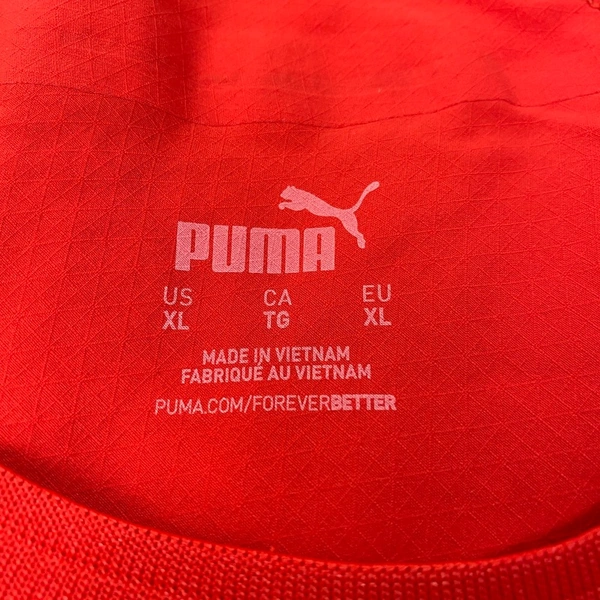 PUMA
US CA EU
XL TG XL
MADE IN VIETNAM
FABRIQUÉ AU VIETNAM
PUMA.COM/FOREVERBETTER